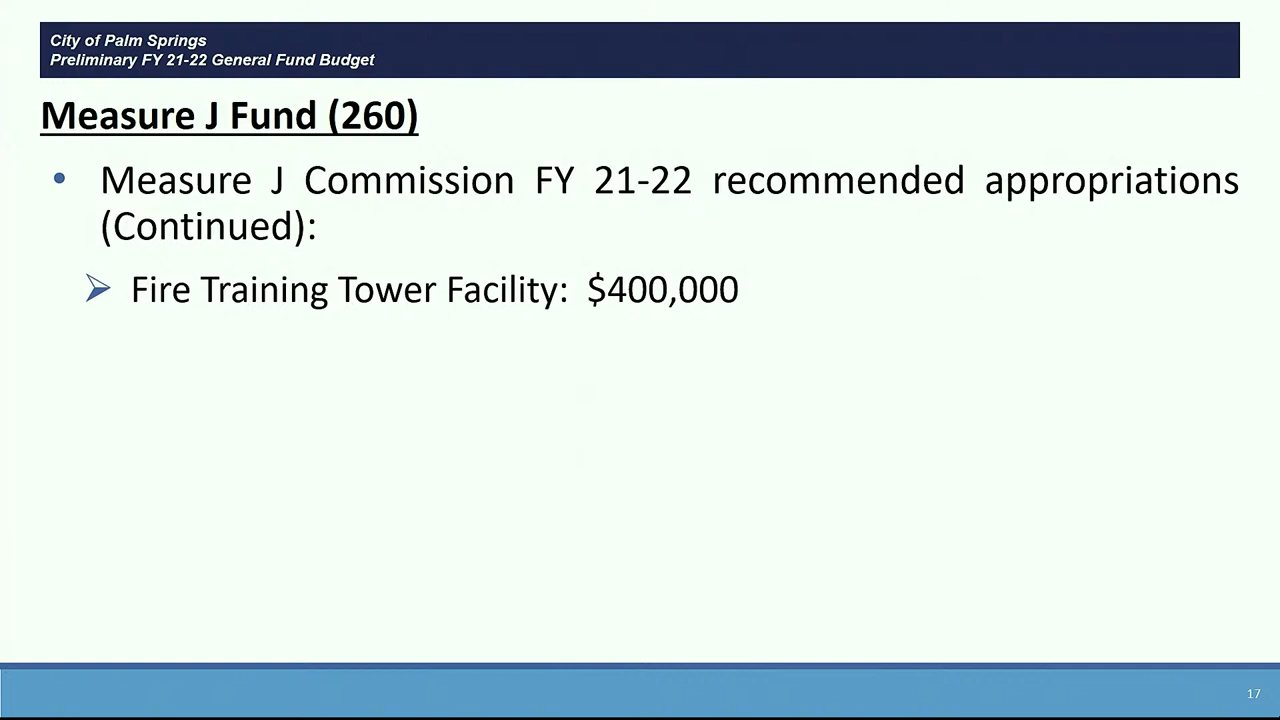 City of Palm Springs
Preliminary FY 21-22 General Fund Budget
Measure J Fund (260)
• Measure J Commission FY 21-22 recommended appropriations
(Continued):
➢ Fire Training Tower Facility: $400,000
17